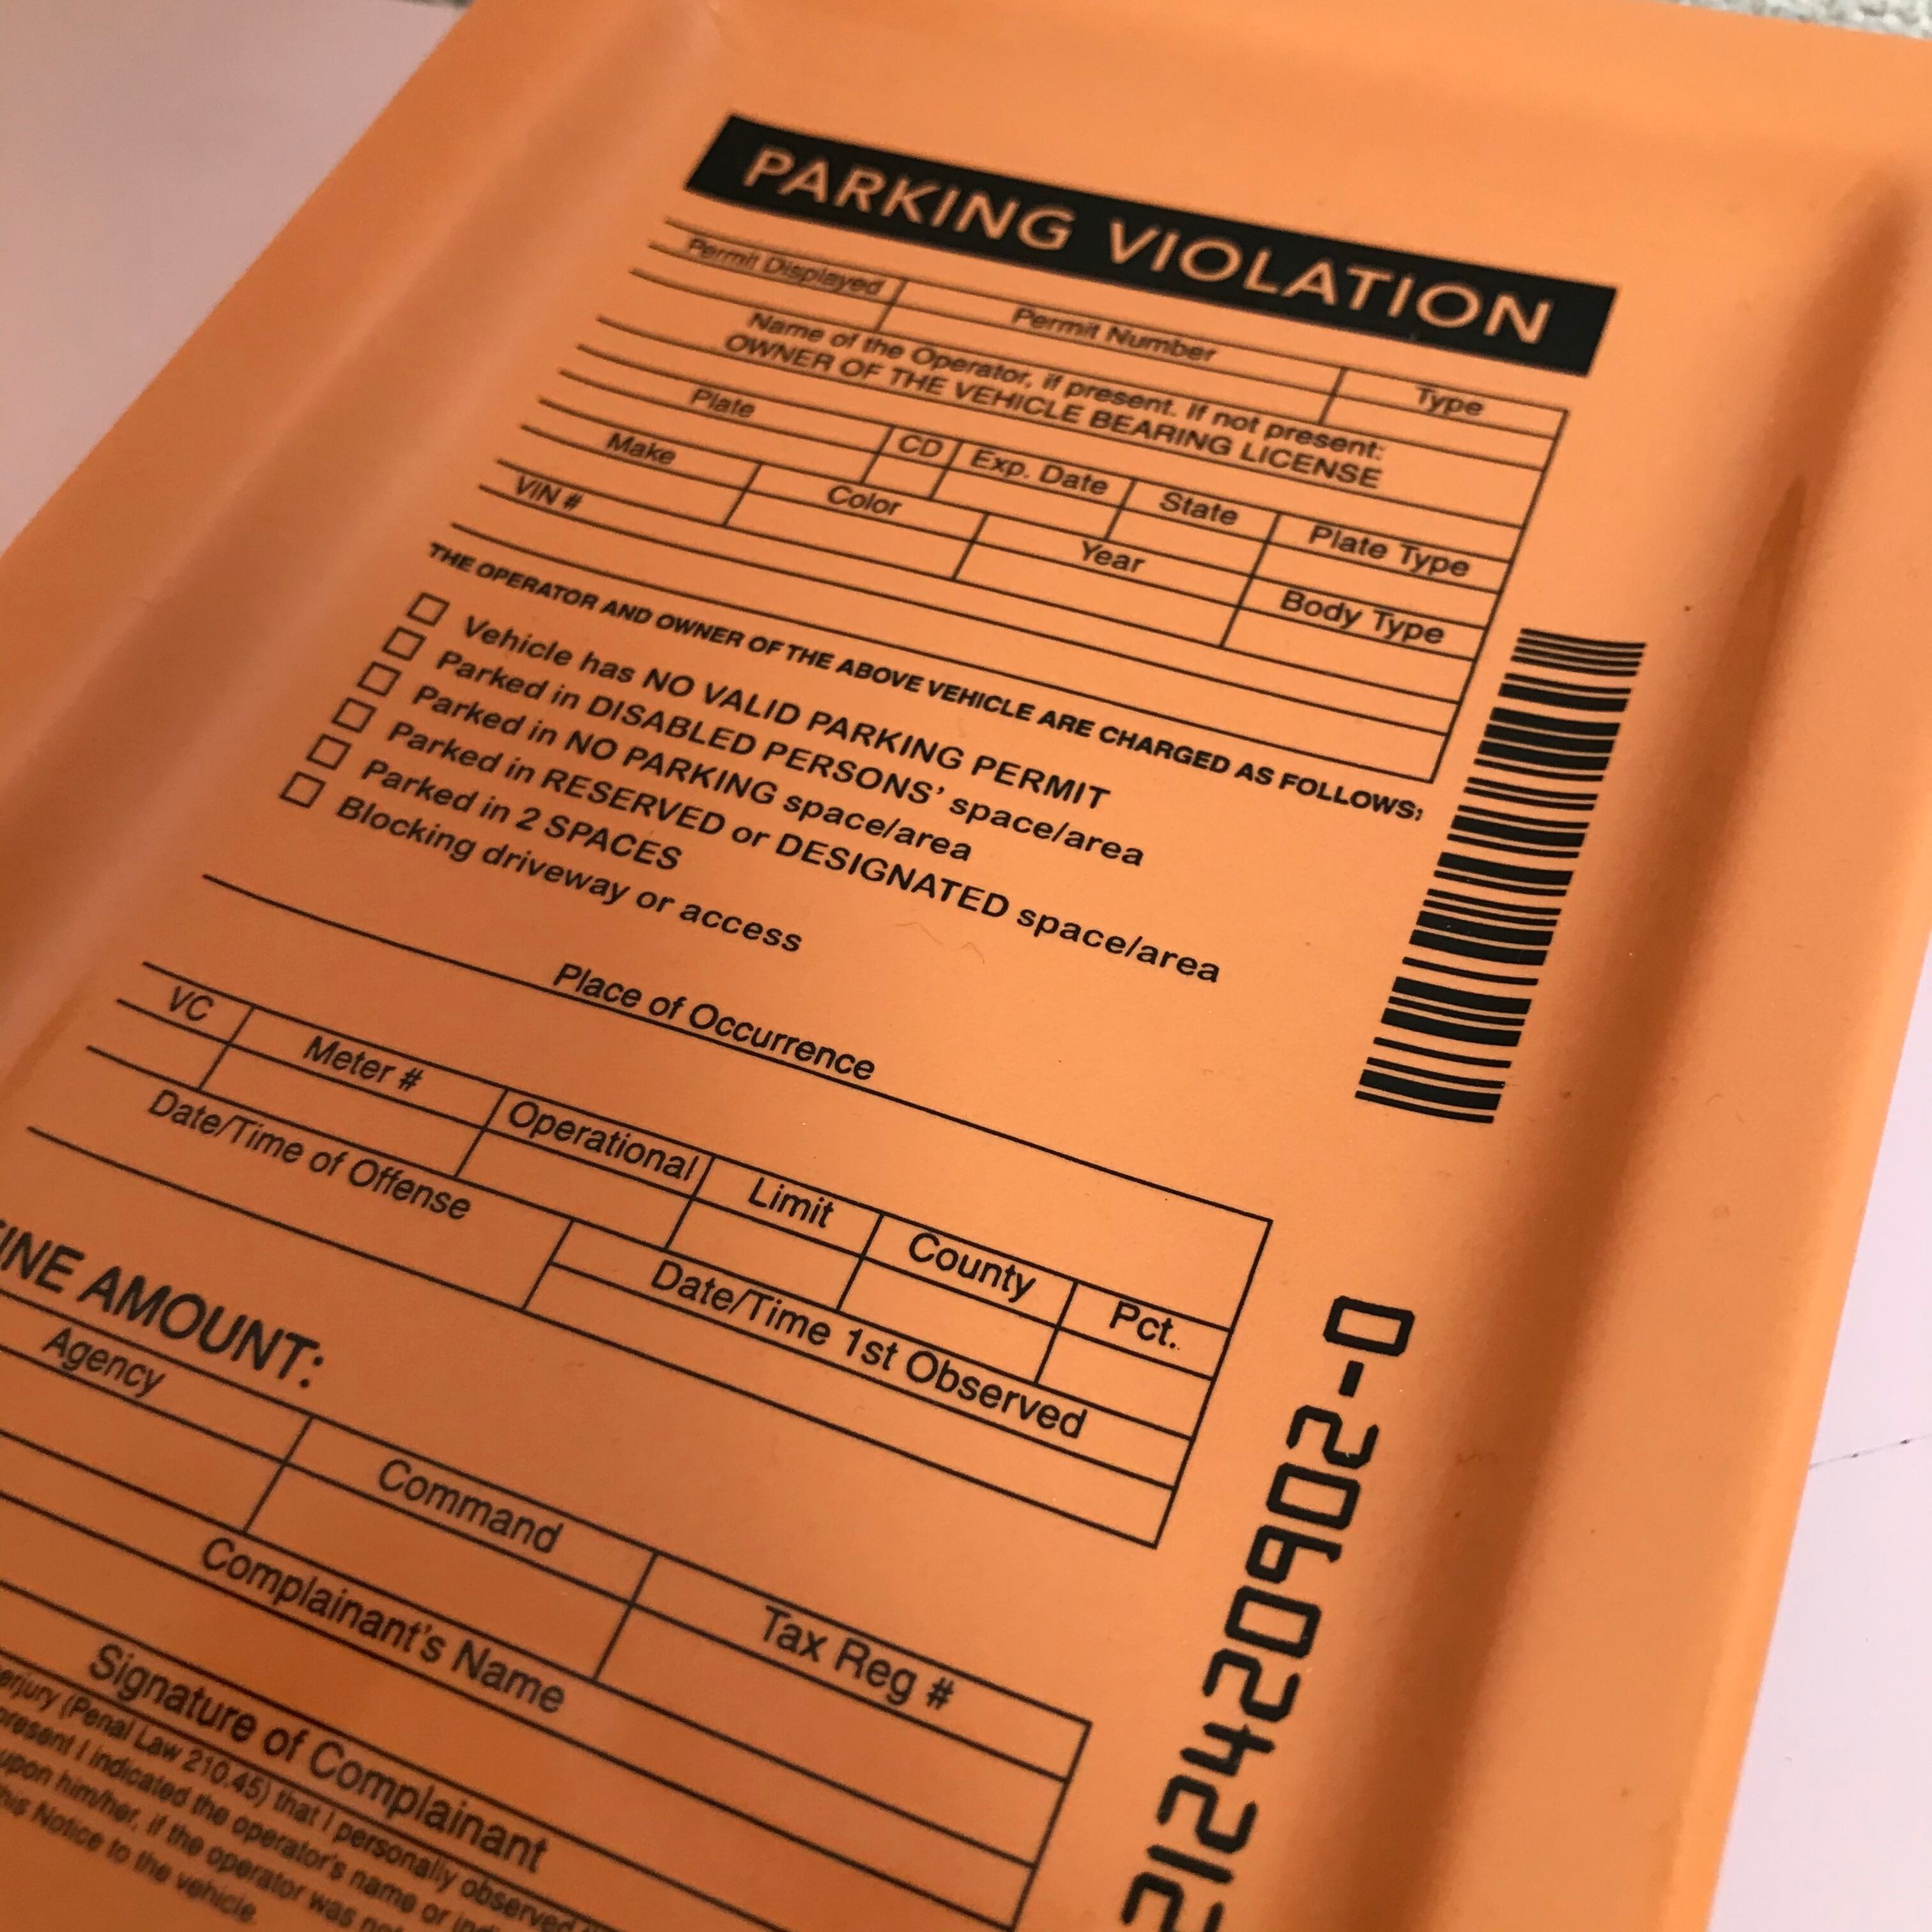 PARKING VIOLATION
Permit Displayed Permit Number Type
Name of the Operator, if present. If not present:
OWNER OF THE VEHICLE BEARING LICENSE
Plate CD Exp. Date State Plate Type
Make Color Year Body Type
VIN #
THE OPERATOR AND OWNER OF THE ABOVE VEHICLE ARE CHARGED AS FOLLOWS:
Vehicle has NO VALID PARKING PERMIT
Parked in DISABLED PERSONS' space/area
Parked in NO PARKING space/area
Parked in RESERVED or DESIGNATED space/area
Parked in 2 SPACES
Blocking driveway or access
Place of Occurrence
VC Meter # Operational Limit County Pct.
Date/Time of Offense Date/Time 1st Observed
INE AMOUNT:
Agency Command Tax Reg #
Complainant's Name
Signature of Complainant
erjury (Penal Law 210.45) that I personally observed
present I indicated the operator's name or
upon him/her, if the operator was
this Notice to the vehicle.
212420902-0